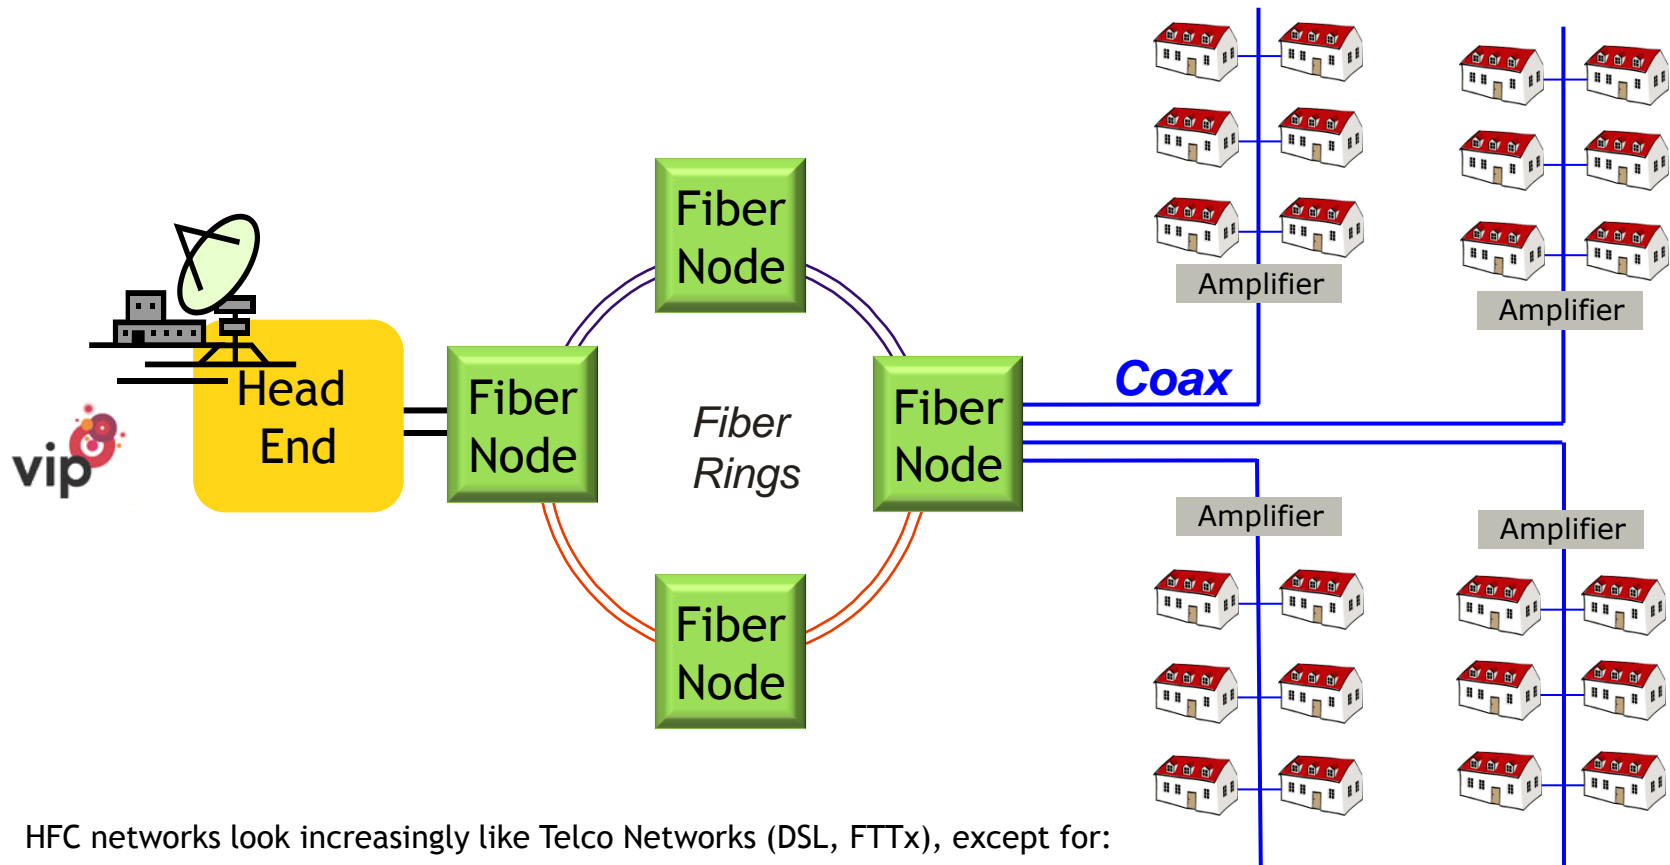 Fiber
Node
Amplifier
Amplifier
Head
End
Fiber
Node
Fiber
Rings
Fiber
Node
Coax
vip
Amplifier
Amplifier
Fiber
Node
HFC networks look increasingly like Telco Networks (DSL, FTTx), except for: